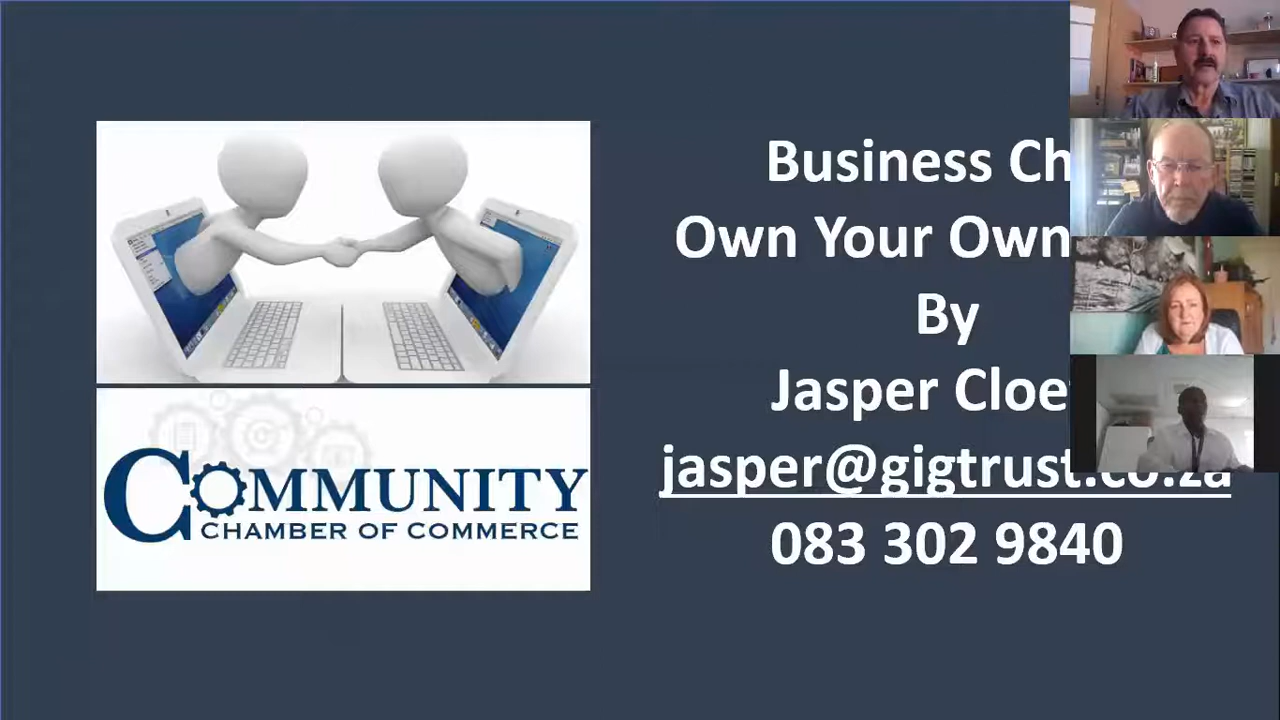 Business Ch
Own Your Own
By
Jasper Cloe
jasper@gigtrust.co.za
083 302 9840
COMMUNITY
CHAMBER OF COMMERCE